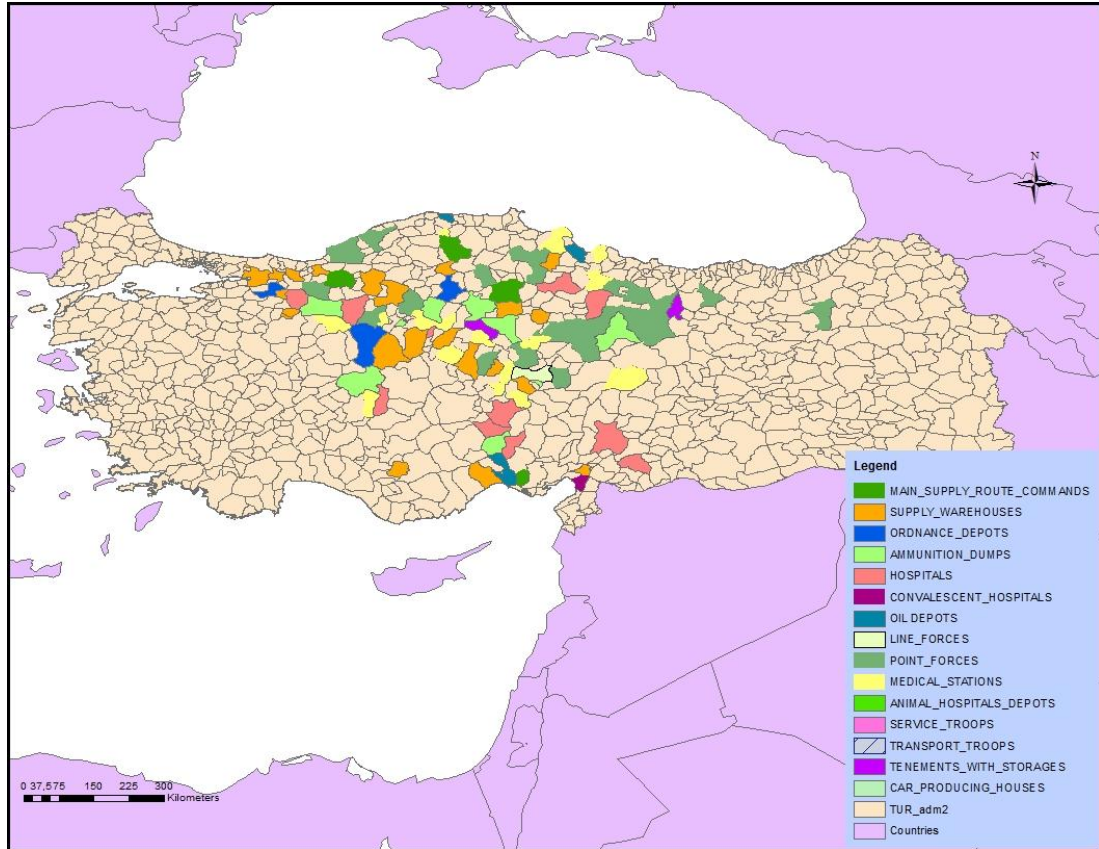 N
Legend
MAIN_SUPPLY_ROUTE_COMMANDS
SUPPLY_WAREHOUSES
ORDNANCE_DEPOTS
AMMUNITION_DUMPS
HOSPITALS
CONVALESCENT_HOSPITALS
OIL DEPOTS
LINE_FORCES
POINT_FORCES
MEDICAL_STATIONS
ANIMAL_HOSPITALS_DEPOTS
SERVICE_TROOPS
TRANSPORT_TROOPS
TENEMENTS_WITH_STORAGES
CAR_PRODUCING_HOUSES
TUR_adm2
Countries
0 37,575 150 225 300
Kilometers